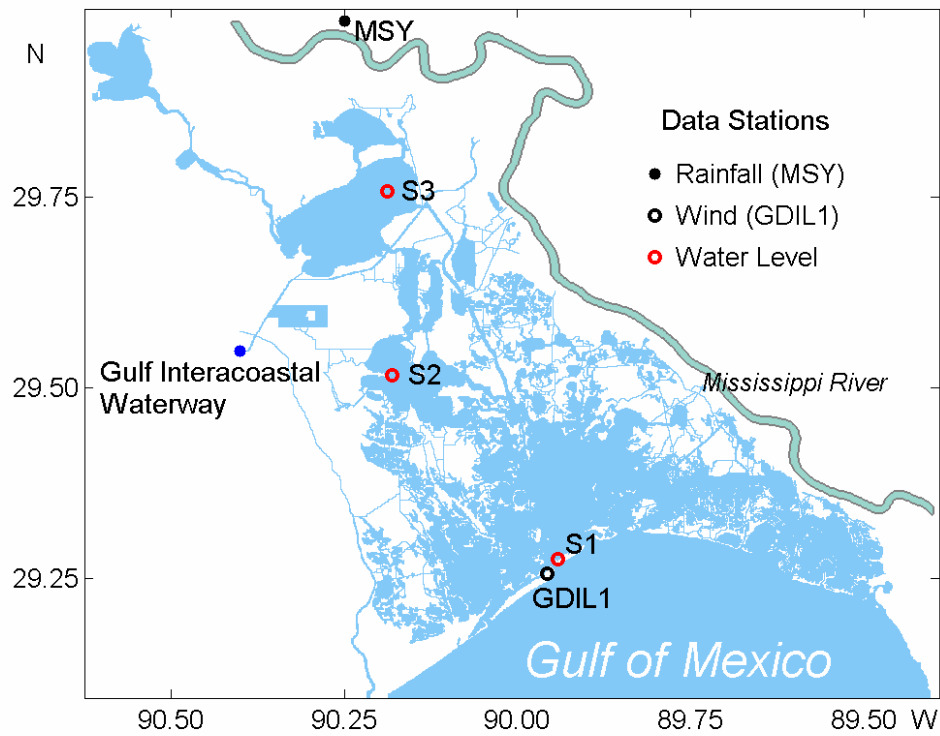 MSY
N
Data Stations
Rainfall (MSY)
29.75
S3
Wind (GDIL1)
Water Level
Gulf Interacoastal
Waterway
S2
29.50
Mississippi River
S1
29.25
GDIL1
Gulf of Mexico
90.50
90.25
90.00
89.75
89.50
W